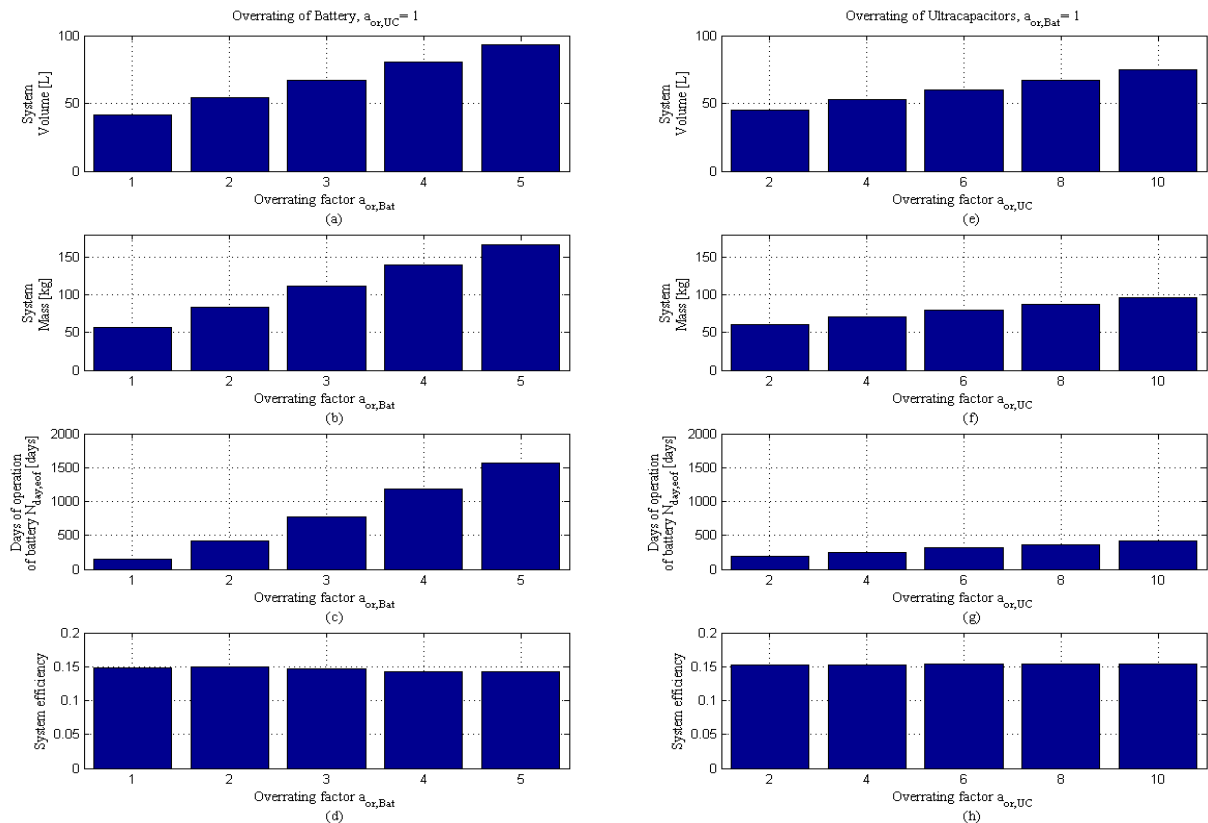 Overrating of Battery, a_or,UC = 1
100
50
0
System
Volume [L]
1 2 3 4 5
Overrating factor a_or,Bat
(a)
150
100
50
0
System
Mass [kg]
1 2 3 4 5
Overrating factor a_or,Bat
(b)
2000
1500
1000
500
0
Days of operation
of battery N_day,eof [days]
1 2 3 4 5
Overrating factor a_or,Bat
(c)
0.2
0.15
0.1
0.05
0
System efficiency
1 2 3 4 5
Overrating factor a_or,Bat
(d)
Overrating of Ultracapacitors, a_or,Bat = 1
100
50
0
System
Volume [L]
2 4 6 8 10
Overrating factor a_or,UC
(e)
150
100
50
0
System
Mass [kg]
2 4 6 8 10
Overrating factor a_or,UC
(f)
2000
1500
1000
500
0
Days of operation
of battery N_day,eof [days]
2 4 6 8 10
Overrating factor a_or,UC
(g)
0.2
0.15
0.1
0.05
0
System efficiency
2 4 6 8 10
Overrating factor a_or,UC
(h)